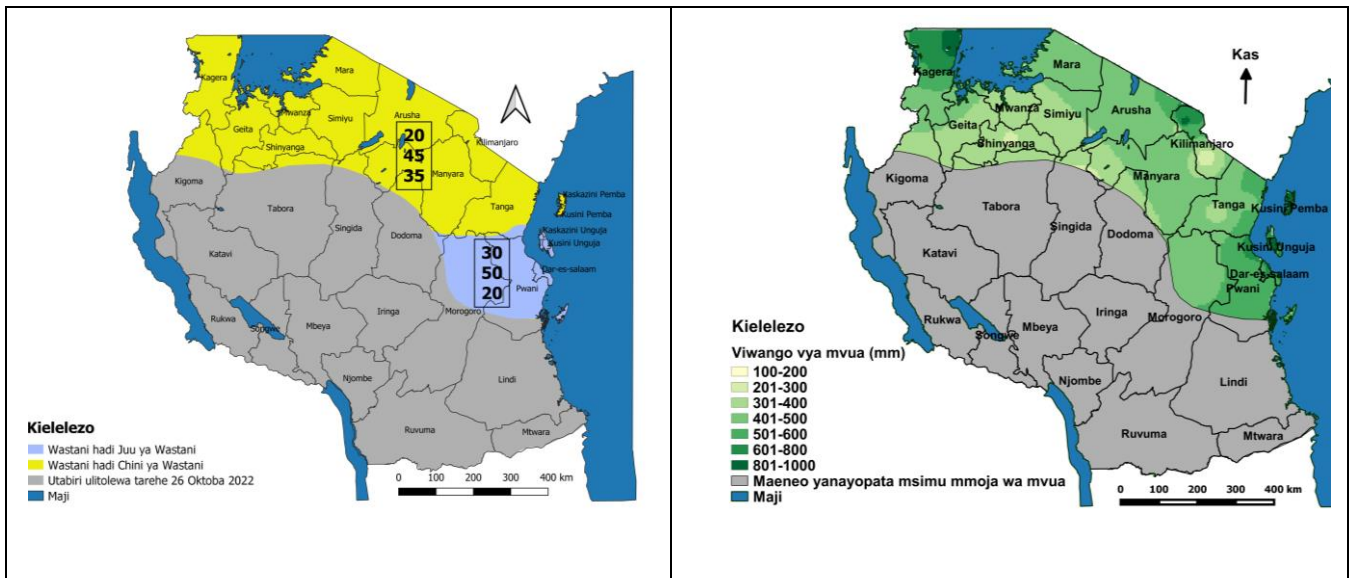 Kagera
Mara
Mwanza
Geita
Simiyu
Arusha
Shinyanga
Kilimanjaro
20
45
35
Manyara
Kigoma
Tabora
Tanga
Kaskazini Pemba
Kusini Pemba
Singida
Dodoma
Kaskazini Unguja
Kusini Unguja
Katavi
30
50
20
Dar-es-salaam
Pwani
Rukwa
Songwe
Mbeya
Iringa
Morogoro
Njombe
Lindi
Ruvuma
Mtwara
Kielelezo
Wastani hadi Juu ya Wastani
Wastani hadi Chini ya Wastani
Utabiri ulitolewa tarehe 26 Oktoba 2022
Maji
0 100 200 300 400 km
Kas
Kagera
Mara
Mwanza
Geita
Simiyu
Arusha
Shinyanga
Kilimanjaro
Kigoma
Manyara
Tabora
Tanga
Kusini Pemba
Singida
Dodoma
Katavi
Kusini Unguja
Dar-es-salaam
Pwani
Rukwa
Songwe
Mbeya
Iringa
Morogoro
Njombe
Lindi
Ruvuma
Mtwara
Kielelezo
Viwango vya mvua (mm)
100-200
201-300
301-400
401-500
501-600
601-800
801-1000
Maeneo yanayopata msimu mmoja wa mvua
Maji
0 100 200 300 400 km